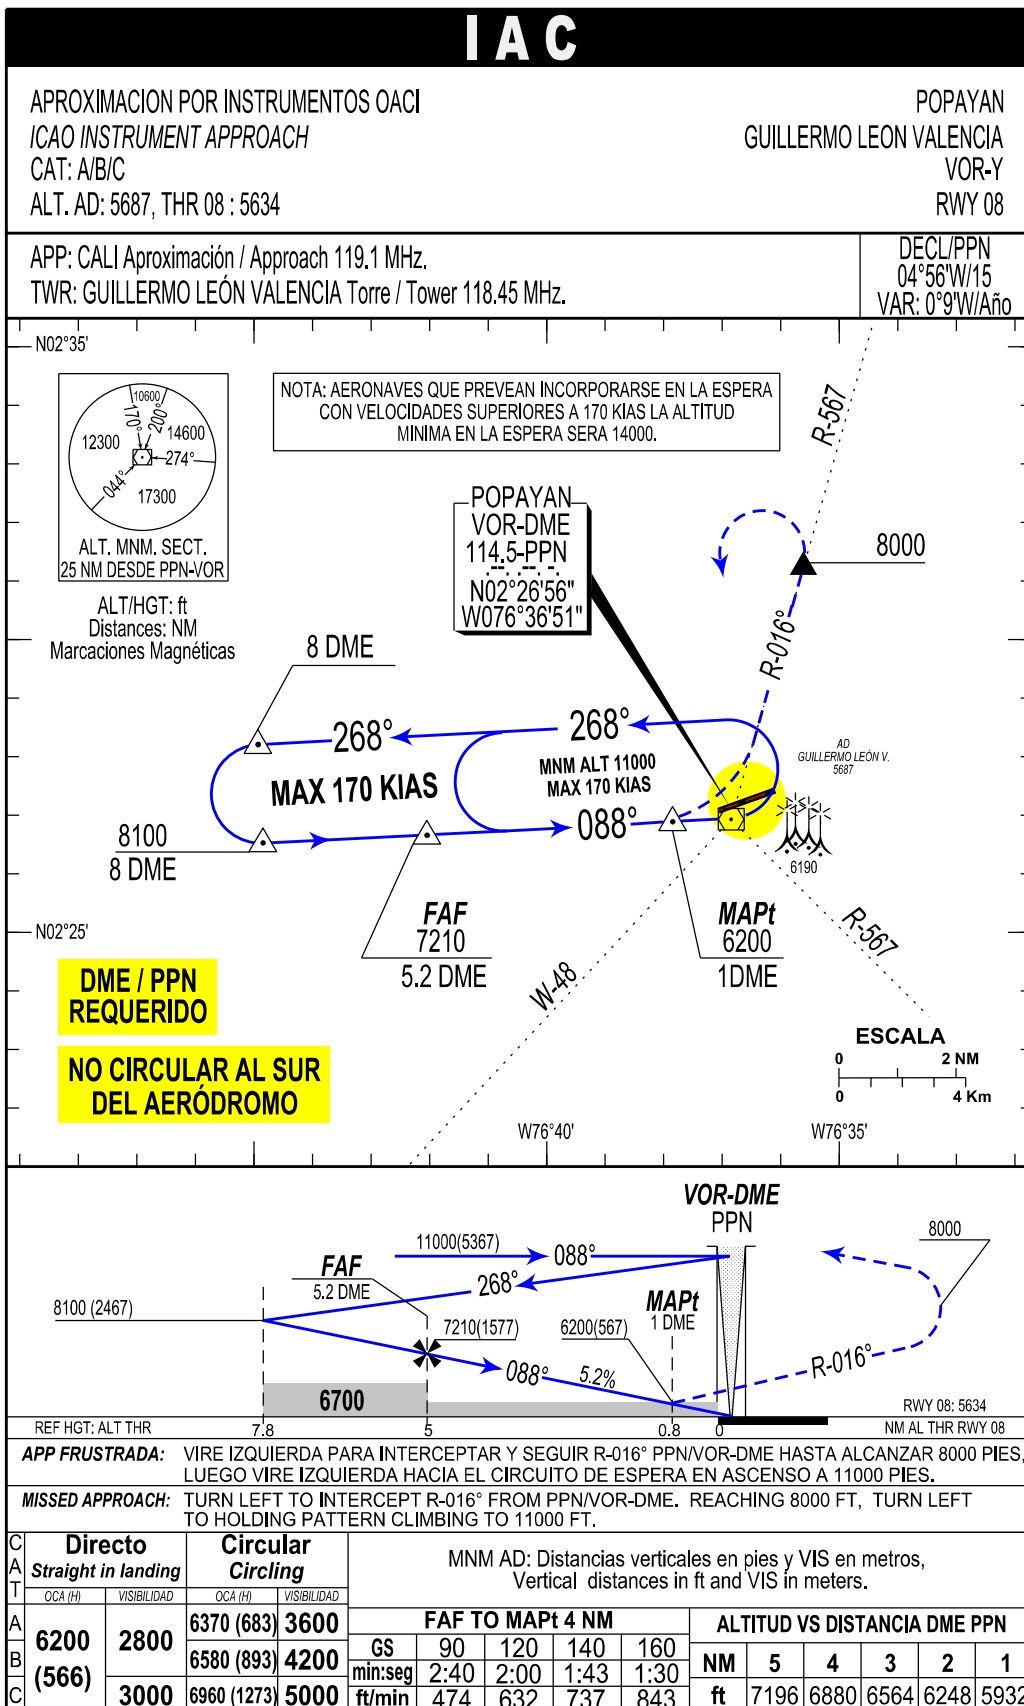 IAC
APROXIMACION POR INSTRUMENTOS OACI
ICAO INSTRUMENT APPROACH
CAT: A/B/C
ALT. AD: 5687, THR 08 : 5634
POPAYAN
GUILLERMO LEON VALENCIA
VOR-Y
RWY 08
APP: CALI Aproximación / Approach 119.1 MHz.
TWR: GUILLERMO LEÓN VALENCIA Torre / Tower 118.45 MHz.
DECL/PPN
04°56'W/15
VAR: 0°9'W/Año
N02°35'
NOTA: AERONAVES QUE PREVEAN INCORPORARSE EN LA ESPERA
CON VELOCIDADES SUPERIORES A 170 KIAS LA ALTITUD
MINIMA EN LA ESPERA SERA 14000.
10600
170°
200°
12300
14600
274°
044°
17300
ALT. MNM. SECT.
25 NM DESDE PPN-VOR
ALT/HGT: ft
Distances: NM
Marcaciones Magnéticas
R-567
POPAYAN
VOR-DME
114.5-PPN
.--. .--. -.
N02°26'56"
W076°36'51"
8000
R-016°
8 DME
268°
268°
MAX 170 KIAS
MNM ALT 11000
MAX 170 KIAS
AD
GUILLERMO LEÓN V.
5687
088°
8100
8 DME
6190
FAF
7210
5.2 DME
MAPt
6200
1DME
R-567
W-48
N02°25'
DME / PPN
REQUERIDO
NO CIRCULAR AL SUR
DEL AERÓDROMO
ESCALA
0 2 NM
0 4 Km
W76°40'
W76°35'
VOR-DME
PPN
11000(5367)
088°
8000
FAF
5.2 DME
268°
8100 (2467)
MAPt
1 DME
7210(1577)
6200(567)
088°
5.2%
R-016°
6700
RWY 08: 5634
REF HGT: ALT THR
7.8
5
0.8
0
NM AL THR RWY 08
APP FRUSTRADA: VIRE IZQUIERDA PARA INTERCEPTAR Y SEGUIR R-016° PPN/VOR-DME HASTA ALCANZAR 8000 PIES,
LUEGO VIRE IZQUIERDA HACIA EL CIRCUITO DE ESPERA EN ASCENSO A 11000 PIES.
MISSED APPROACH: TURN LEFT TO INTERCEPT R-016° FROM PPN/VOR-DME. REACHING 8000 FT, TURN LEFT
TO HOLDING PATTERN CLIMBING TO 11000 FT.
CAT
Directo
Straight in landing
Circular
Circling
OCA (H) VISIBILIDAD OCA (H) VISIBILIDAD
MNM AD: Distancias verticales en pies y VIS en metros,
Vertical distances in ft and VIS in meters.
A 6370 (683) 3600
6200 (566) 2800
B 6580 (893) 4200
C 3000 6960 (1273) 5000
FAF TO MAPt 4 NM
GS 90 120 140 160
min:seg 2:40 2:00 1:43 1:30
ft/min 474 632 737 843
ALTITUD VS DISTANCIA DME PPN
NM 5 4 3 2 1
ft 7196 6880 6564 6248 5932